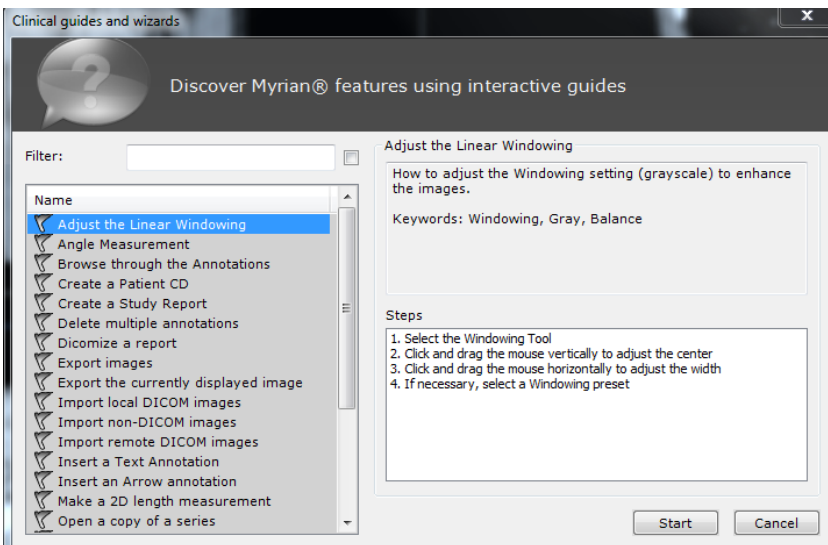 Clinical guides and wizards
x
Discover Myrian® features using interactive guides
Filter:
Name
Adjust the Linear Windowing
Angle Measurement
Browse through the Annotations
Create a Patient CD
Create a Study Report
Delete multiple annotations
Dicomize a report
Export images
Export the currently displayed image
Import local DICOM images
Import non-DICOM images
Import remote DICOM images
Insert a Text Annotation
Insert an Arrow annotation
Make a 2D length measurement
Open a copy of a series
Adjust the Linear Windowing
How to adjust the Windowing setting (grayscale) to enhance
the images.
Keywords: Windowing, Gray, Balance
Steps
1. Select the Windowing Tool
2. Click and drag the mouse vertically to adjust the center
3. Click and drag the mouse horizontally to adjust the width
4. If necessary, select a Windowing preset
Start
Cancel